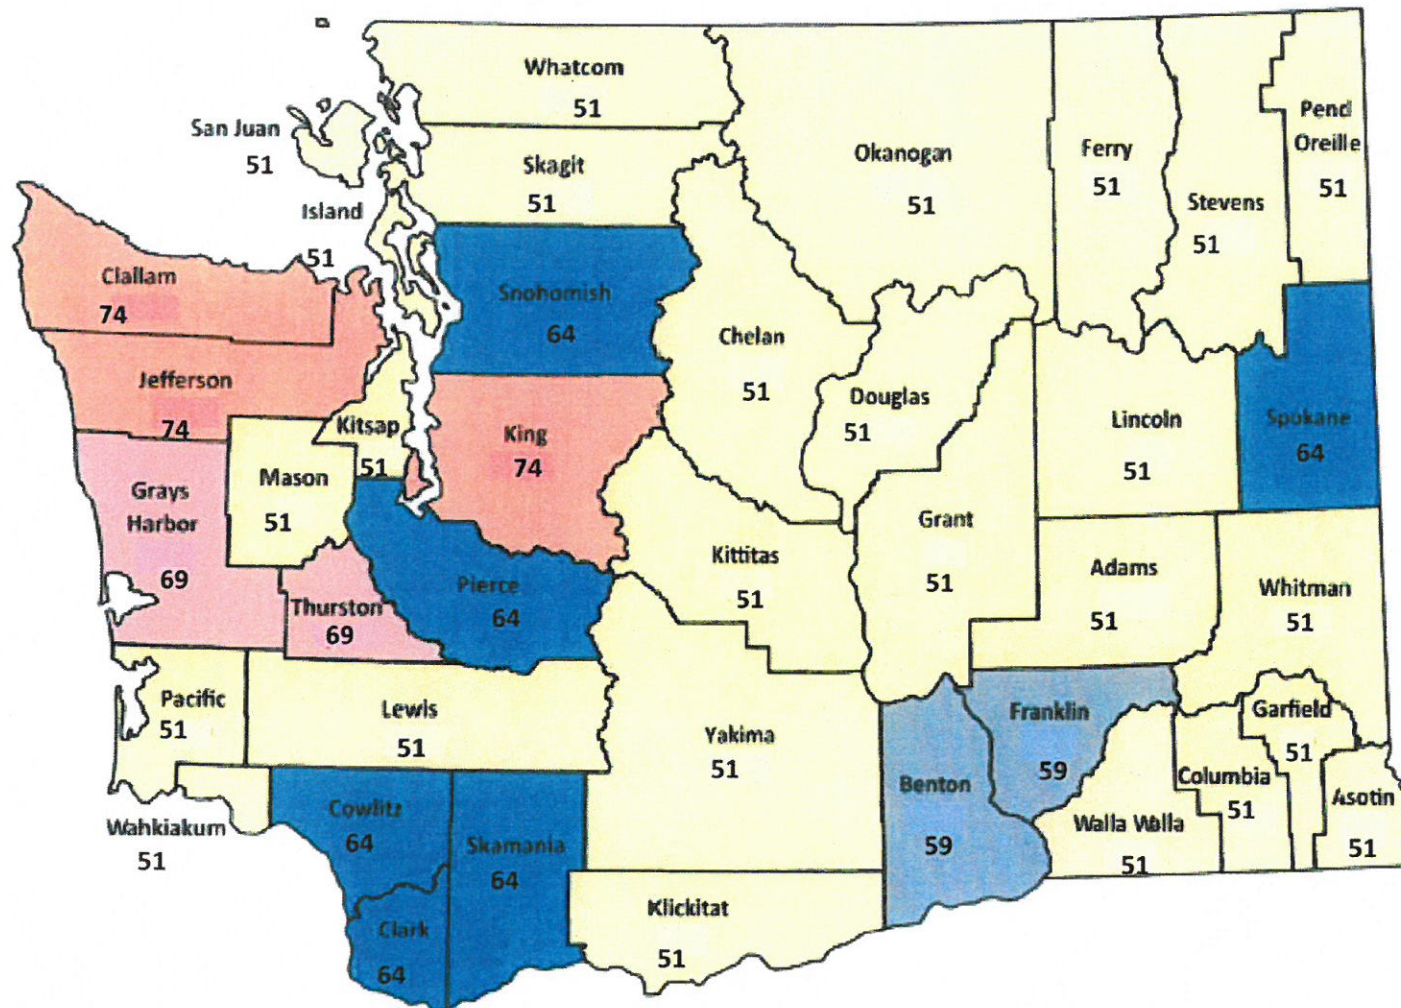 Whatcom
51
San Juan
51
Skagit
51
Island
51
Okanogan
51
Ferry
51
Stevens
51
Pend
Oreille
51
Clallam
74
Snohomish
64
Chelan
51
Jefferson
74
Kitsap
51
King
74
Douglas
51
Lincoln
51
Spokane
64
Mason
51
Grays
Harbor
69
Grant
51
Kittitas
51
Adams
51
Whitman
51
Thurston
69
Pierce
64
Pacific
51
Lewis
51
Yakima
51
Franklin
59
Benton
59
Garfield
51
Columbia
51
Asotin
51
Walla Walla
51
Wahkiakum
51
Cowlitz
64
Skamania
64
Clark
64
Klickitat
51